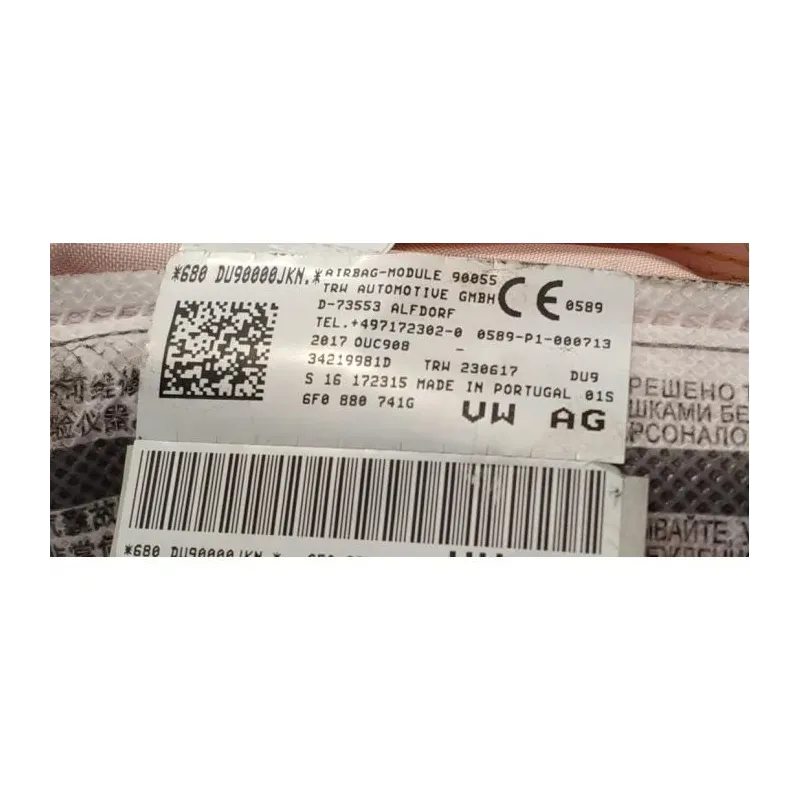 *680 DU90000JKN.*
AIRBAG-MODULE 90055
TRW AUTOMOTIVE GMBH CE 0589
D-73553 ALFDORF
TEL.+497172302-0 0589-P1-000713
2017 OUC908 -
34219981D TRW 230617 DU9
S 16 172315 MADE IN PORTUGAL 01S
6F0 880 741G VW AG
РЕШЕНО
ШКАМИ БЕ
РСОНАЛО
*680 DU90000JKN.*
ВАЙТЕ